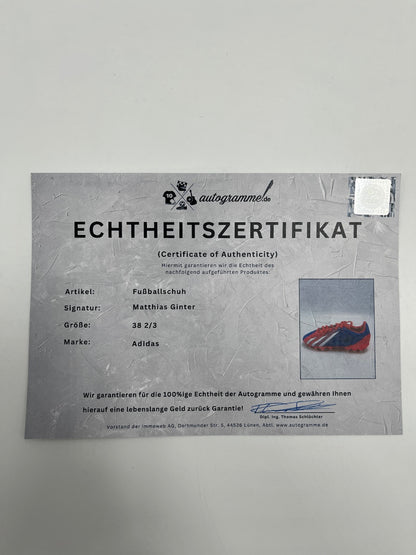 10
autogramme.de
ECHTHEITSZERTIFIKAT
(Certificate of Authenticity)
Hiermit garantieren wir die Echtheit des
nachfolgend aufgeführten Produktes:
Artikel: Fußballschuh
Signatur: Matthias Ginter
Größe: 38 2/3
Marke: Adidas
Wir garantieren für die 100%ige Echtheit der Autogramme und gewähren Ihnen
hierauf eine lebenslange Geld zurück Garantie!
Dipl. Ing. Thomas Schlüchter
Vorstand der immoweb AG, Dortmunder Str. 5, 44536 Lünen, Abtl. www.autogramme.de